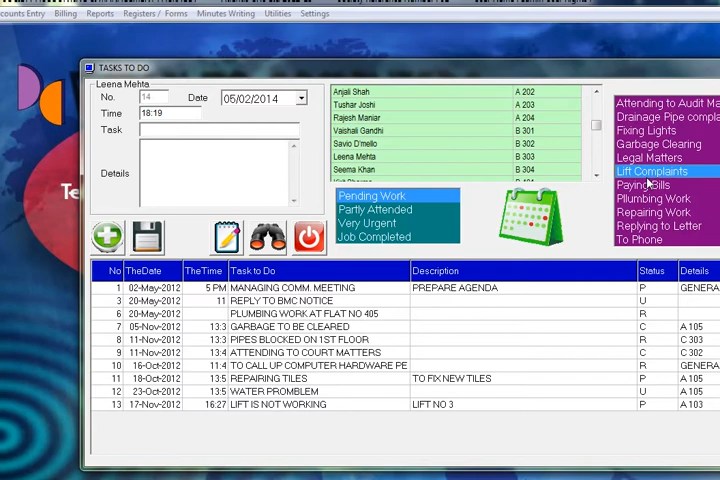 counts Entry Billing Reports Registers / Forms Minutes Writing Utilities Settings
TASKS TO DO
Leena Mehta
No. 14 Date 05/02/2014
Time 18:19
Task
Details
Anjali Shah A 202
Tushar Joshi A 203
Rajesh Maniar A 204
Vaishali Gandhi B 301
Savio D'mello B 302
Leena Mehta B 303
Seema Khan B 304
Pending Work
Partly Attended
Very Urgent
Job Completed
Attending to Audit Ma
Drainage Pipe compla
Fixing Lights
Garbage Clearing
Legal Matters
Lift Complaints
Paying Bills
Pllumbing Work
Repairing Work
Replying to Letter
To Phone
Te
No TheDate TheTime Task to Do Description Status Details
1 02-May-2012 5 PM MANAGING COMM. MEETING PREPARE AGENDA P GENERA
3 20-May-2012 11 REPLY TO BMC NOTICE U
6 20-May-2012 PLUMBING WORK AT FLAT NO 405 R
7 05-Nov-2012 13:3 GARBAGE TO BE CLEARED C A 105
8 11-Nov-2012 13:3 PIPES BLOCKED ON 1ST FLOOR R C 303
9 11-Nov-2012 13:4 ATTENDING TO COURT MATTERS C C 302
10 16-Oct-2012 11:4 TO CALL UP COMPUTER HARDWARE PE R GENERA
11 18-Oct-2012 13:5 REPAIRING TILES TO FIX NEW TILES P A 105
12 23-Oct-2012 13:5 WATER PROMBLEM U A 105
13 17-Nov-2012 16:27 LIFT IS NOT WORKING LIFT NO 3 P A 103